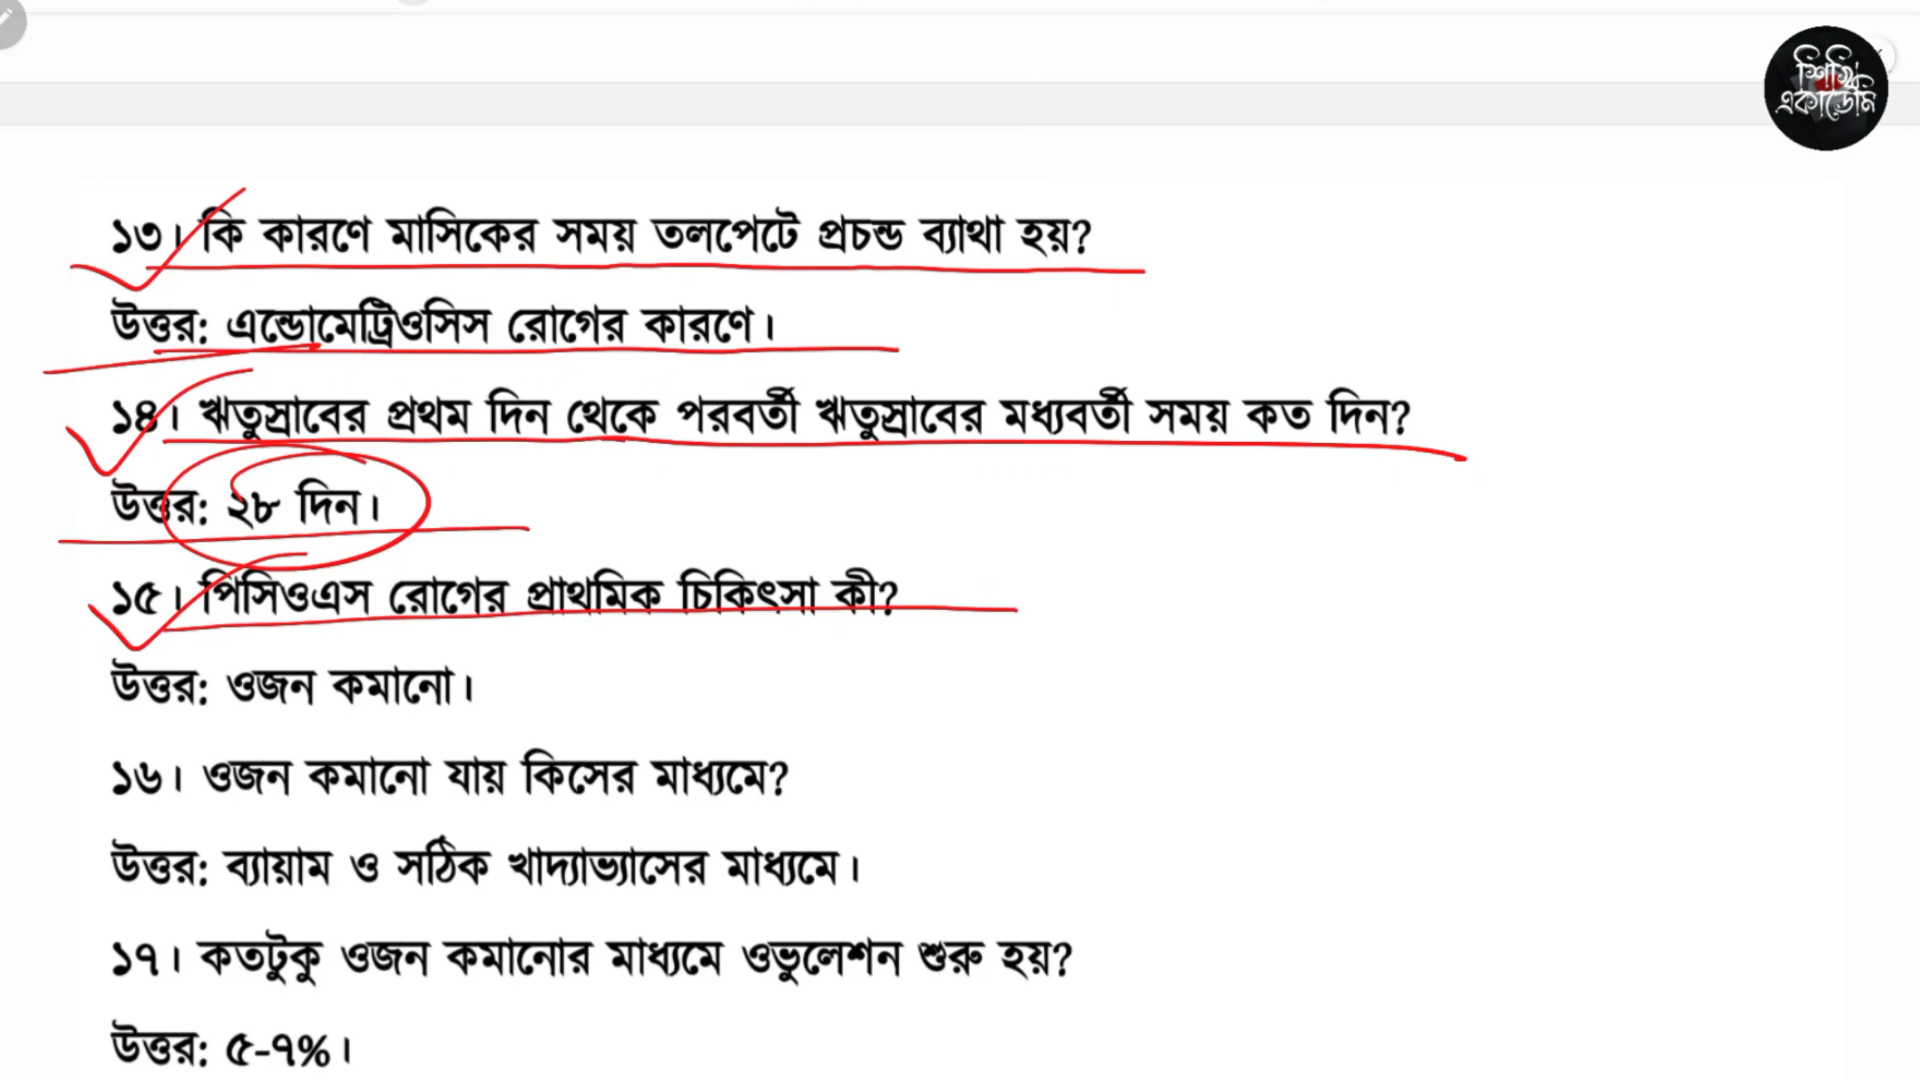 শিখি
একাডেমি
১৩। কি কারণে মাসিকের সময় তলপেটে প্রচন্ড ব্যাথা হয়?
উত্তর: এন্ডোমেট্রিওসিস রোগের কারণে।
১৪। ঋতুস্রাবের প্রথম দিন থেকে পরবর্তী ঋতুস্রাবের মধ্যবর্তী সময় কত দিন?
উত্তর: ২৮ দিন।
১৫। পিসিওএস রোগের প্রাথমিক চিকিৎসা কী?
উত্তর: ওজন কমানো।
১৬। ওজন কমানো যায় কিসের মাধ্যমে?
উত্তর: ব্যায়াম ও সঠিক খাদ্যাভ্যাসের মাধ্যমে।
১৭। কতটুকু ওজন কমানোর মাধ্যমে ওভুলেশন শুরু হয়?
উত্তর: ৫-৭%।